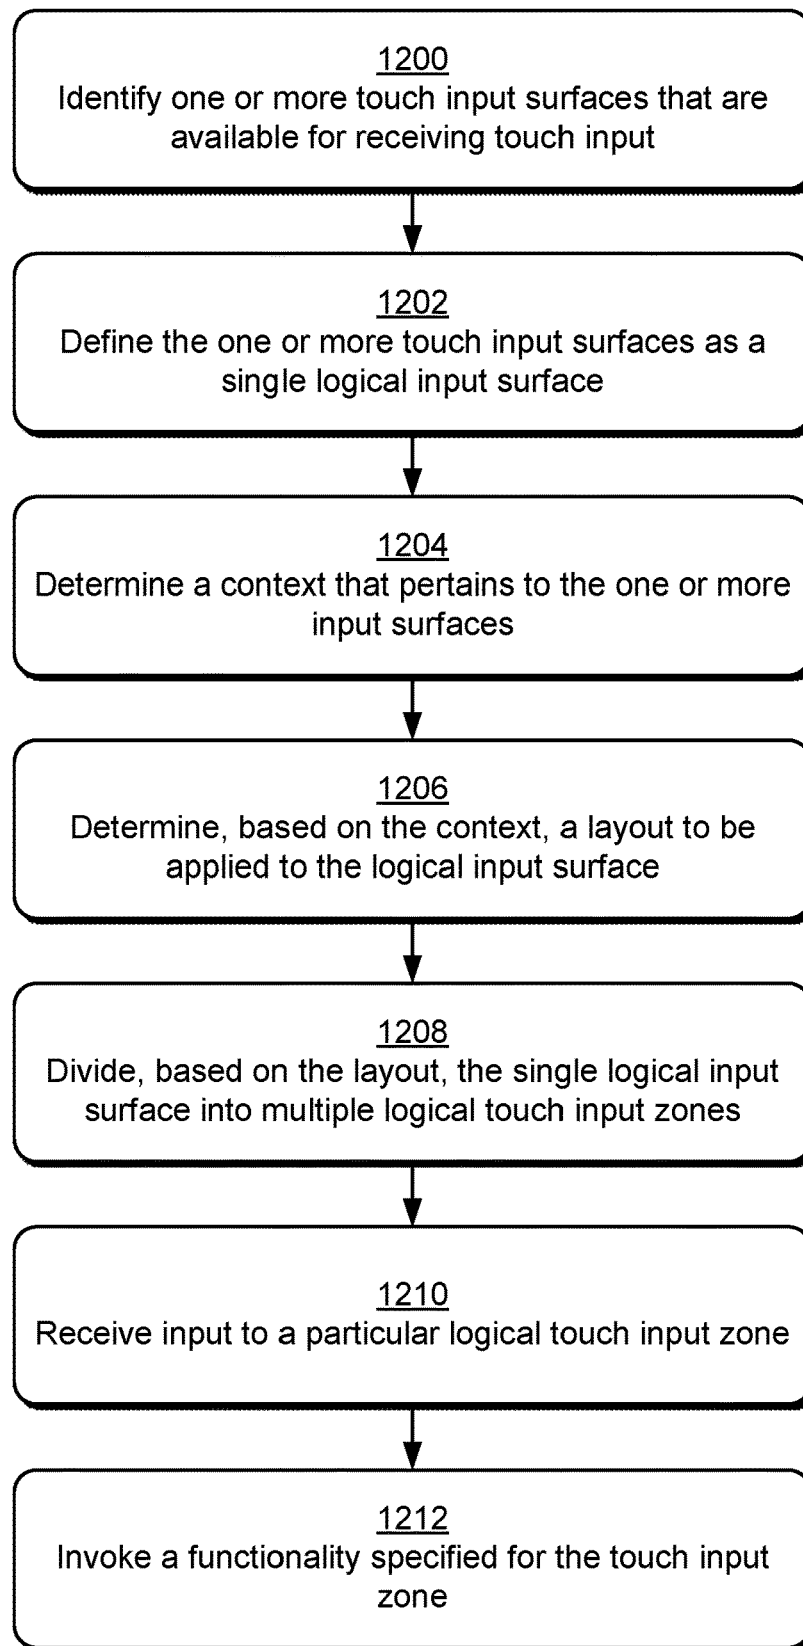 1200
Identify one or more touch input surfaces that are
available for receiving touch input
1202
Define the one or more touch input surfaces as a
single logical input surface
1204
Determine a context that pertains to the one or more
input surfaces
1206
Determine, based on the context, a layout to be
applied to the logical input surface
1208
Divide, based on the layout, the single logical input
surface into multiple logical touch input zones
1210
Receive input to a particular logical touch input zone
1212
Invoke a functionality specified for the touch input
zone